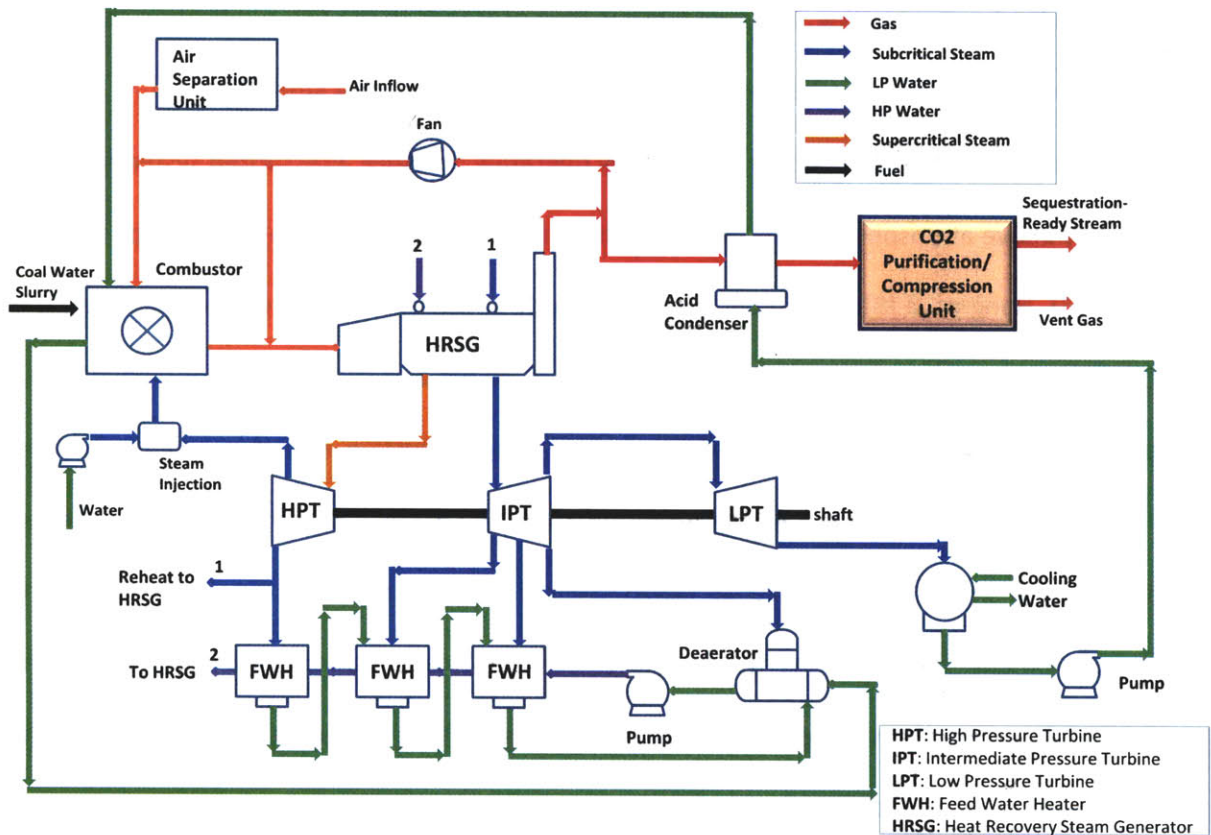 Gas
Subcritical Steam
LP Water
HP Water
Supercritical Steam
Fuel
Air
Separation
Unit
Air Inflow
Fan
Sequestration-
Ready Stream
CO2
Purification/
Compression
Unit
Vent Gas
Coal Water
Slurry
Combustor
2
1
HRSG
Acid
Condenser
Steam
Injection
Water
HPT
IPT
LPT
shaft
Reheat to
HRSG
1
Cooling
Water
To HRSG
2
FWH
FWH
FWH
Deaerator
Pump
Pump
HPT: High Pressure Turbine
IPT: Intermediate Pressure Turbine
LPT: Low Pressure Turbine
FWH: Feed Water Heater
HRSG: Heat Recovery Steam Generator